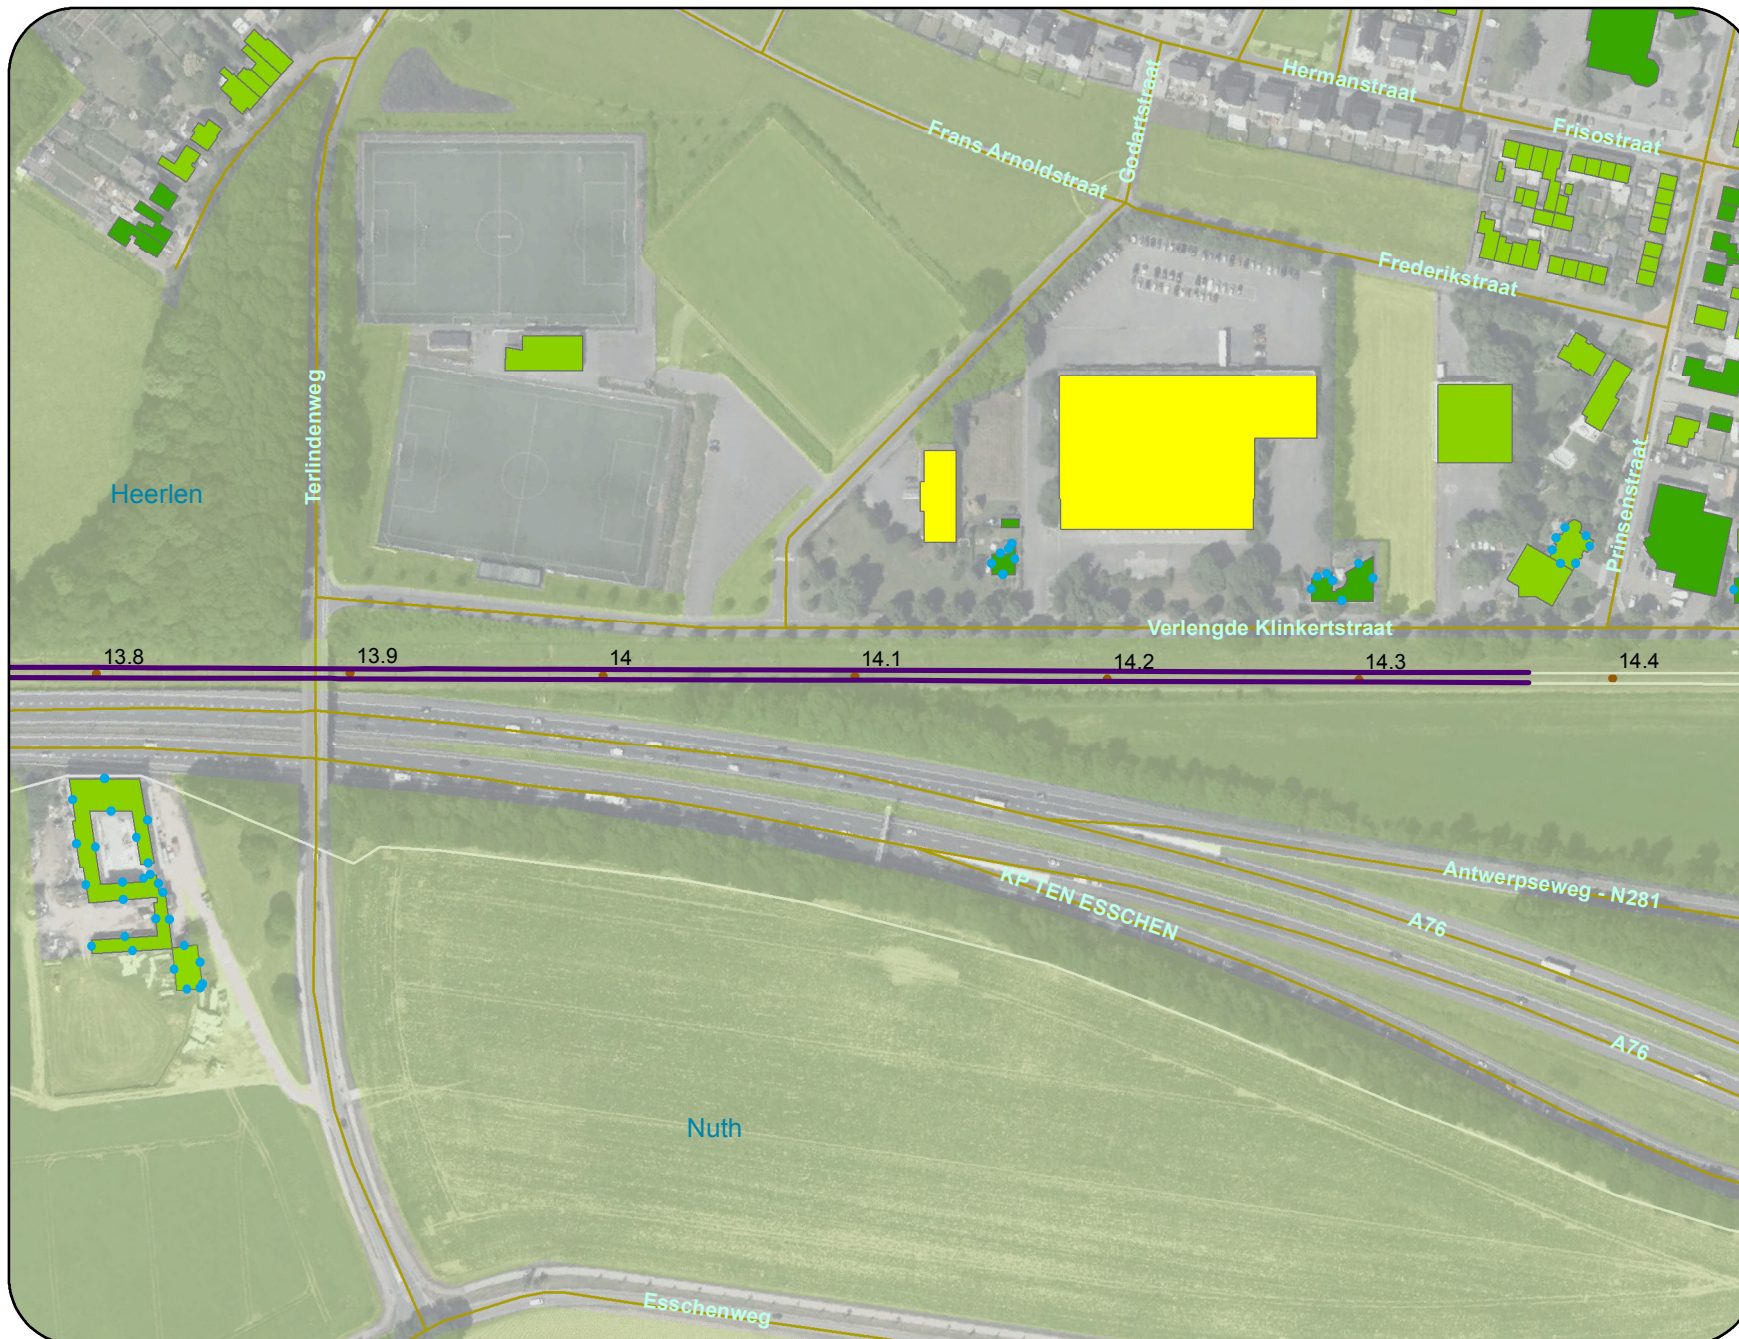 Hermanstraat
Frisostraat
Godartstraat
Frans Arnoldstraat
Frederikstraat
Terlindenweg
Heerlen
Prinsenstraat
Verlengde Klinkertstraat
13.8
13.9
14
14.1
14.2
14.3
14.4
KP TEN ESSCHEN
Antwerpseweg - N281
A76
A76
Nuth
Esschenweg